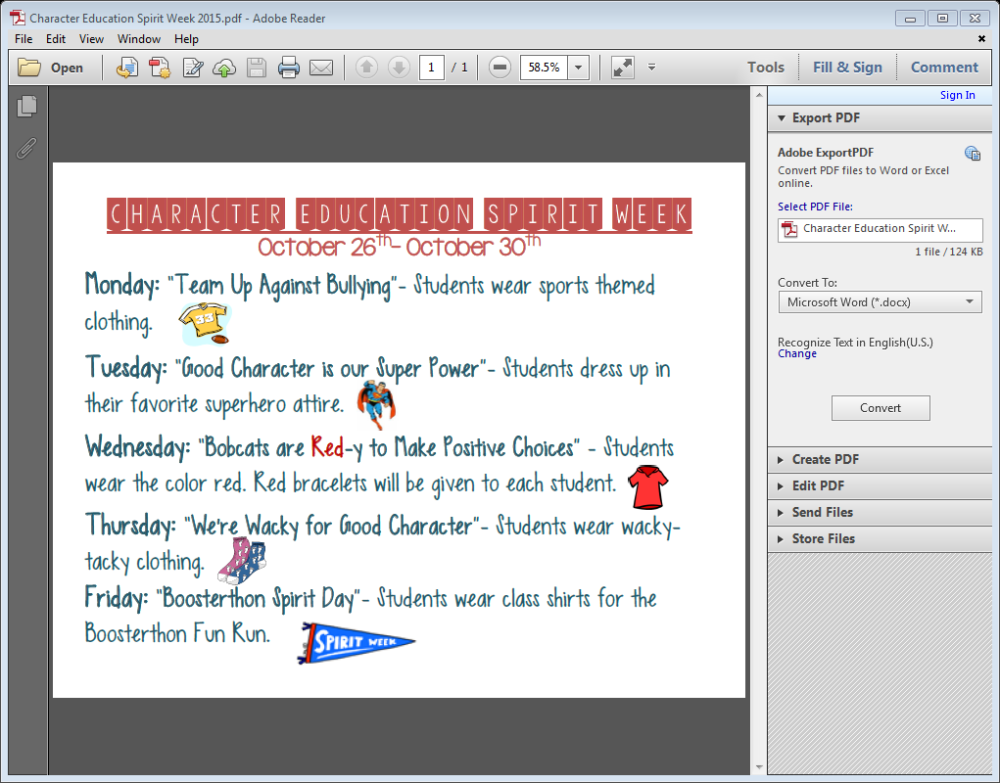 Character Education Spirit Week 2015.pdf - Adobe Reader
File Edit View Window Help
Open 1 / 1 58.5% Tools Fill & Sign Comment
Sign In
Export PDF
Adobe ExportPDF
Convert PDF files to Word or Excel
online.
Select PDF File:
Character Education Spirit W...
1 file / 124 KB
Convert To:
Microsoft Word (*.docx)
Recognize Text in English(U.S.)
Change
Convert
Create PDF
Edit PDF
Send Files
Store Files
CHARACTER EDUCATION SPIRIT WEEK
October 26th- October 30th
Monday: "Team Up Against Bullying"- Students wear sports themed
clothing.
33
Tuesday: "Good Character is our Super Power"- Students dress up in
their favorite superhero attire.
Wednesday: "Bobcats are Red-y to Make Positive Choices" - Students
wear the color red. Red bracelets will be given to each student.
Thursday: "We're Wacky for Good Character"- Students wear wacky-
tacky clothing.
Friday: "Boosterthon Spirit Day"- Students wear class shirts for the
Boosterthon Fun Run.
SPIRIT WEEK